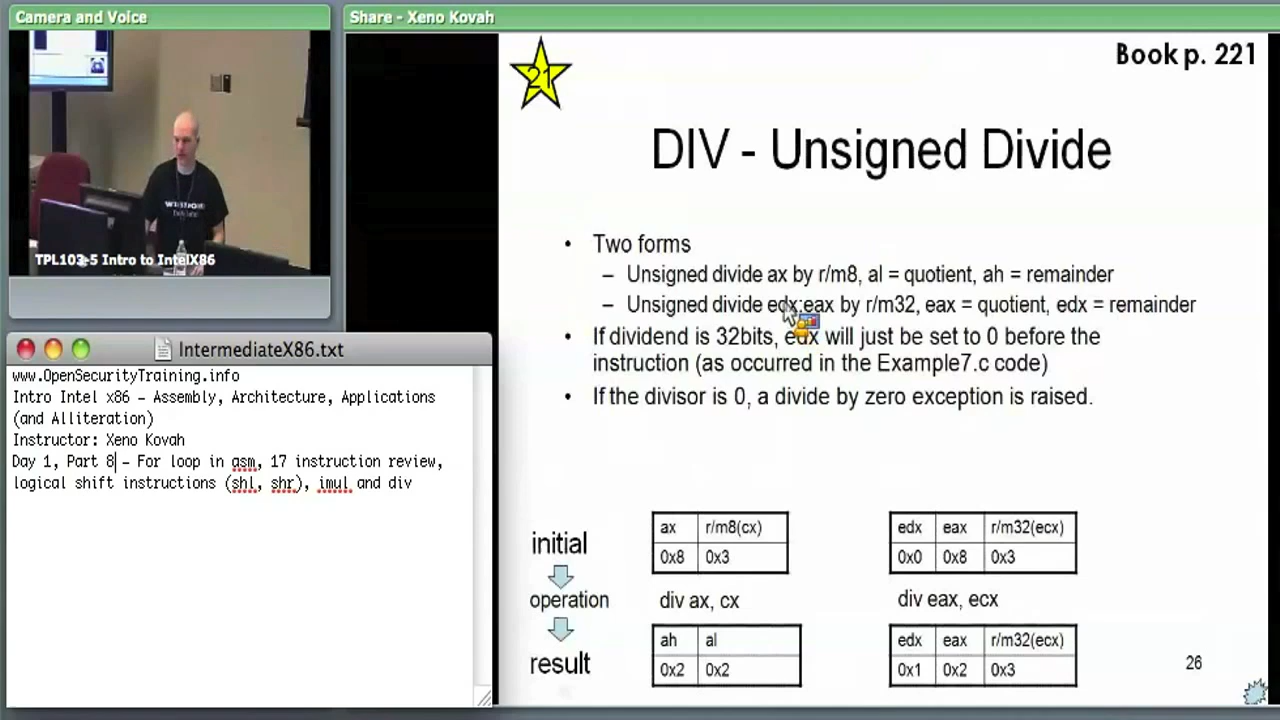 Camera and Voice
TPL103-5 Intro to IntelX86
IntermediateX86.txt
www.OpenSecurityTraining.info
Intro Intel x86 – Assembly, Architecture, Applications
(and Alliteration)
Instructor: Xeno Kovah
Day 1, Part 8 – For loop in asm, 17 instruction review,
logical shift instructions (shl, shr), imul and div
Share - Xeno Kovah
21
Book p. 221
DIV - Unsigned Divide
• Two forms
– Unsigned divide ax by r/m8, al = quotient, ah = remainder
– Unsigned divide edx:eax by r/m32, eax = quotient, edx = remainder
• If dividend is 32bits, edx will just be set to 0 before the
instruction (as occurred in the Example7.c code)
• If the divisor is 0, a divide by zero exception is raised.
initial
ax r/m8(cx)
0x8 0x3
edx eax r/m32(ecx)
0x0 0x8 0x3
operation
div ax, cx
div eax, ecx
result
ah al
0x2 0x2
edx eax r/m32(ecx)
0x1 0x2 0x3
26